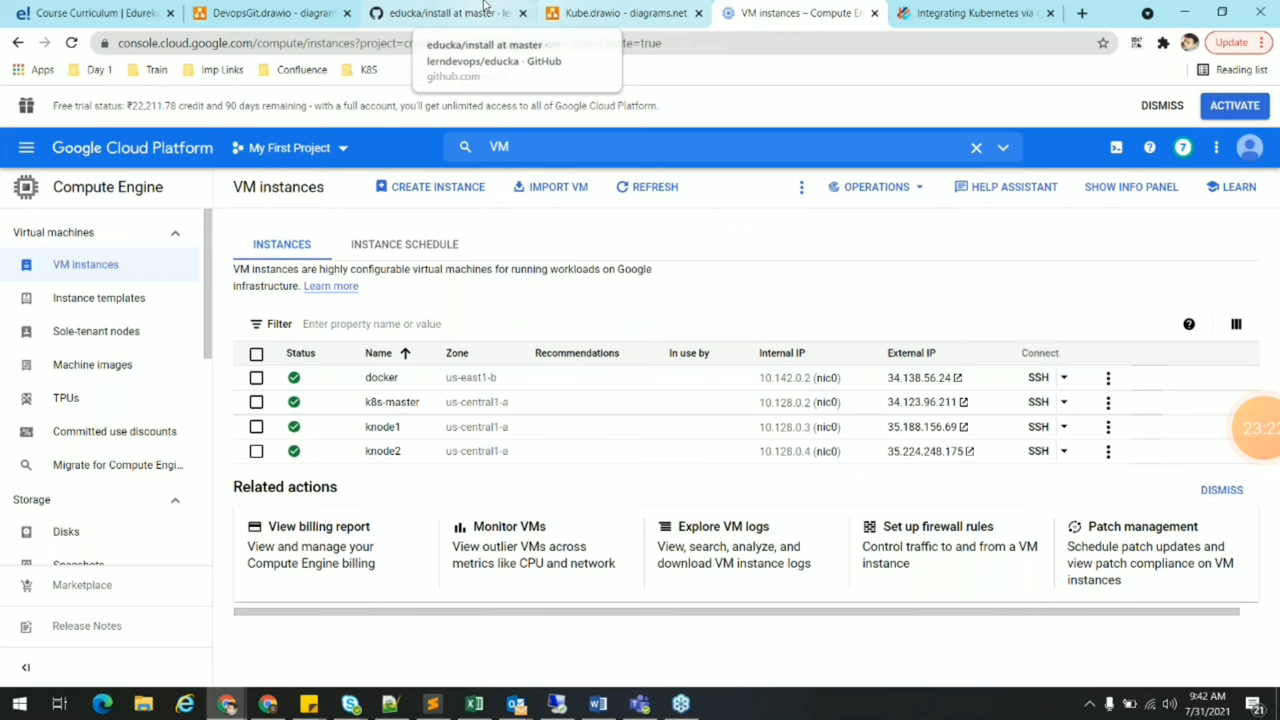 Course Curriculum | Edurek
DevopsGit.drawio - diagram
educka/install at master · le
Kube.drawio - diagrams.net
VM instances – Compute En
Integrating Kubernetes via
console.cloud.google.com/compute/instances?project=c
rue
Update
educka/install at master ·
lerndevops/educka · GitHub
github.com
Apps
Day 1
Train
Imp Links
Confluence
K8S
Reading list
Free trial status: ₹22,211.78 credit and 90 days remaining - with a full account, you'll get unlimited access to all of Google Cloud Platform.
DISMISS
ACTIVATE
Google Cloud Platform
My First Project
VM
7
Compute Engine
VM instances
CREATE INSTANCE
IMPORT VM
REFRESH
OPERATIONS
HELP ASSISTANT
SHOW INFO PANEL
LEARN
Virtual machines
VM instances
Instance templates
Sole-tenant nodes
Machine images
TPUs
Committed use discounts
Migrate for Compute Engi...
Storage
Disks
Snapshots
Marketplace
Release Notes
INSTANCES
INSTANCE SCHEDULE
VM instances are highly configurable virtual machines for running workloads on Google
infrastructure. Learn more
Filter Enter property name or value
Status Name Zone Recommendations In use by Internal IP External IP Connect
docker us-east1-b 10.142.0.2 (nic0) 34.138.56.24 SSH
k8s-master us-central1-a 10.128.0.2 (nic0) 34.123.96.211 SSH
knode1 us-central1-a 10.128.0.3 (nic0) 35.188.156.69 SSH
knode2 us-central1-a 10.128.0.4 (nic0) 35.224.248.175 SSH
23:22
Related actions
DISMISS
View billing report
View and manage your
Compute Engine billing
Monitor VMs
View outlier VMs across
metrics like CPU and network
Explore VM logs
View, search, analyze, and
download VM instance logs
Set up firewall rules
Control traffic to and from a VM
instance
Patch management
Schedule patch updates and
view patch compliance on VM
instances
9:42 AM
7/31/2021
21